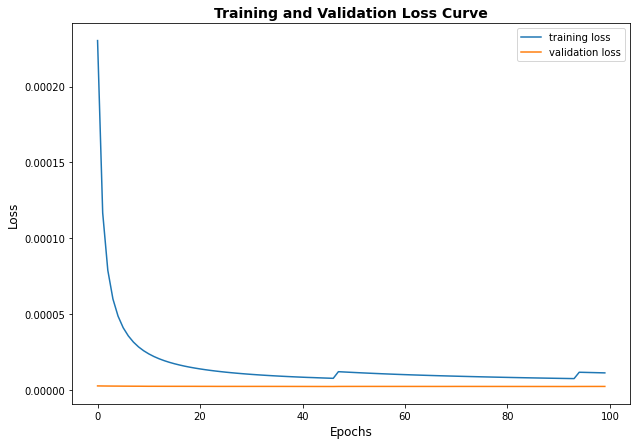 Training and Validation Loss Curve
training loss
validation loss
0.00020
0.00015
0.00010
0.00005
0.00000
Loss
0 20 40 60 80 100
Epochs